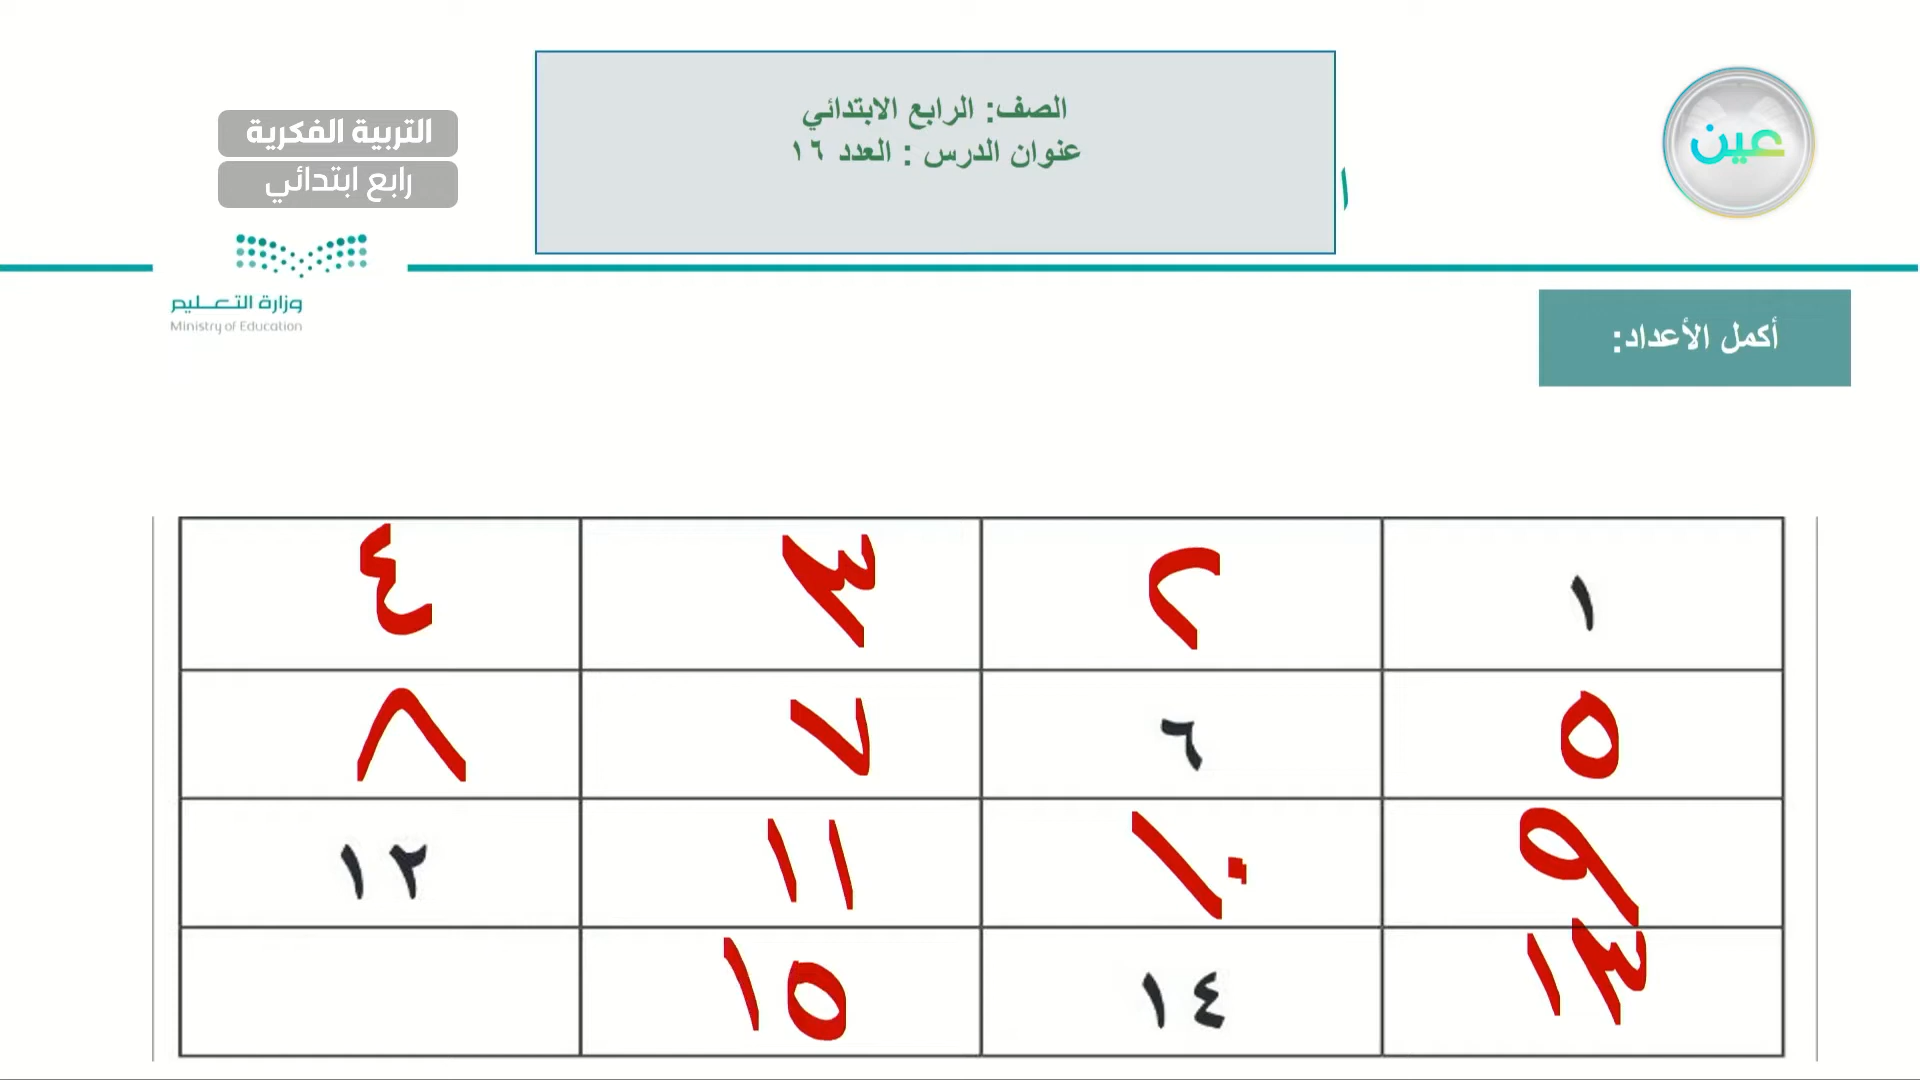 الصف: الرابع الابتدائي
عنوان الدرس : العدد ١٦
عين
التربية الفكرية
رابع ابتدائي
وزارة التعليم
Ministry of Education
أكمل الأعداد:
١ ٢ ٣ ٤
٥ ٦ ٧ ٨
٩ ١٠ ١١ ١٢
١٣ ١٤ ١٥